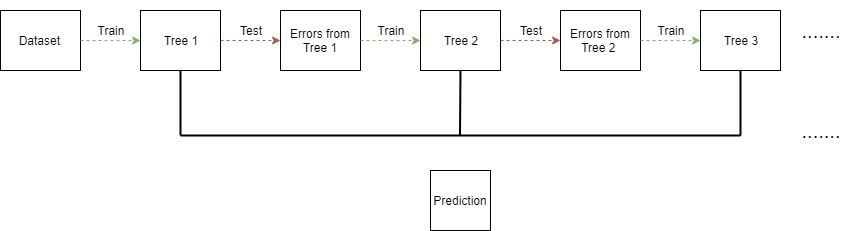 Train
Test
Train
Test
Train
Dataset
Tree 1
Errors from
Tree 1
Tree 2
Errors from
Tree 2
Tree 3
.......
.......
Prediction